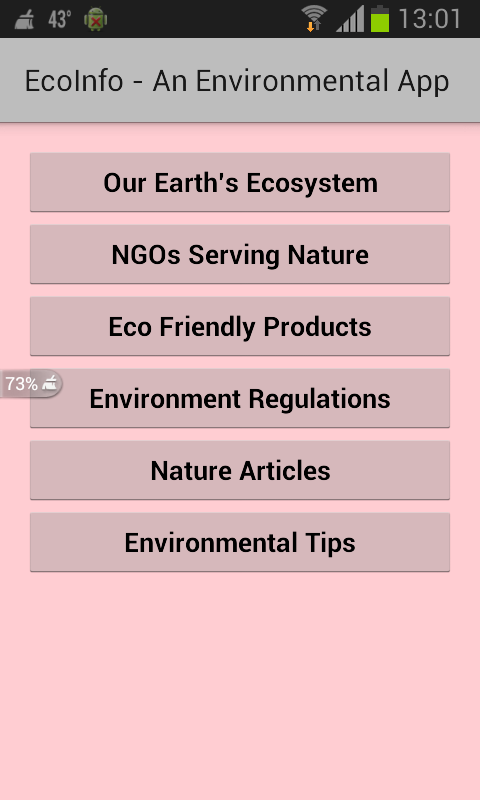 43°
13:01
EcoInfo - An Environmental App
Our Earth's Ecosystem
NGOs Serving Nature
Eco Friendly Products
73%
Environment Regulations
Nature Articles
Environmental Tips